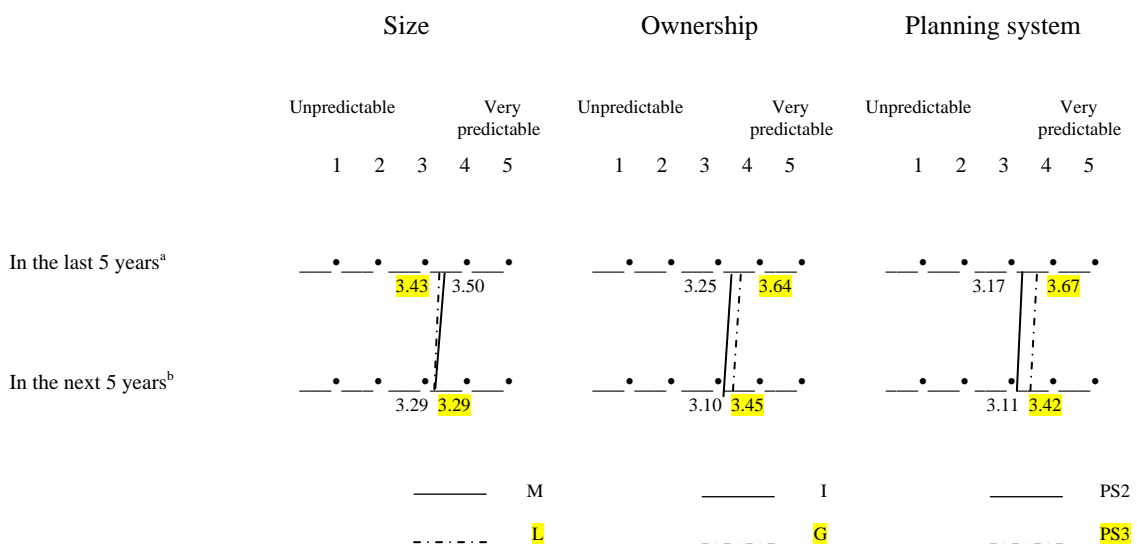 Size Ownership Planning system
Unpredictable Very predictable Unpredictable Very predictable Unpredictable Very predictable
1 2 3 4 5 1 2 3 4 5 1 2 3 4 5
In the last 5 yearsᵃ
3.43 3.50 3.25 3.64 3.17 3.67
In the next 5 yearsᵇ
3.29 3.29 3.10 3.45 3.11 3.42
M I PS2
L G PS3